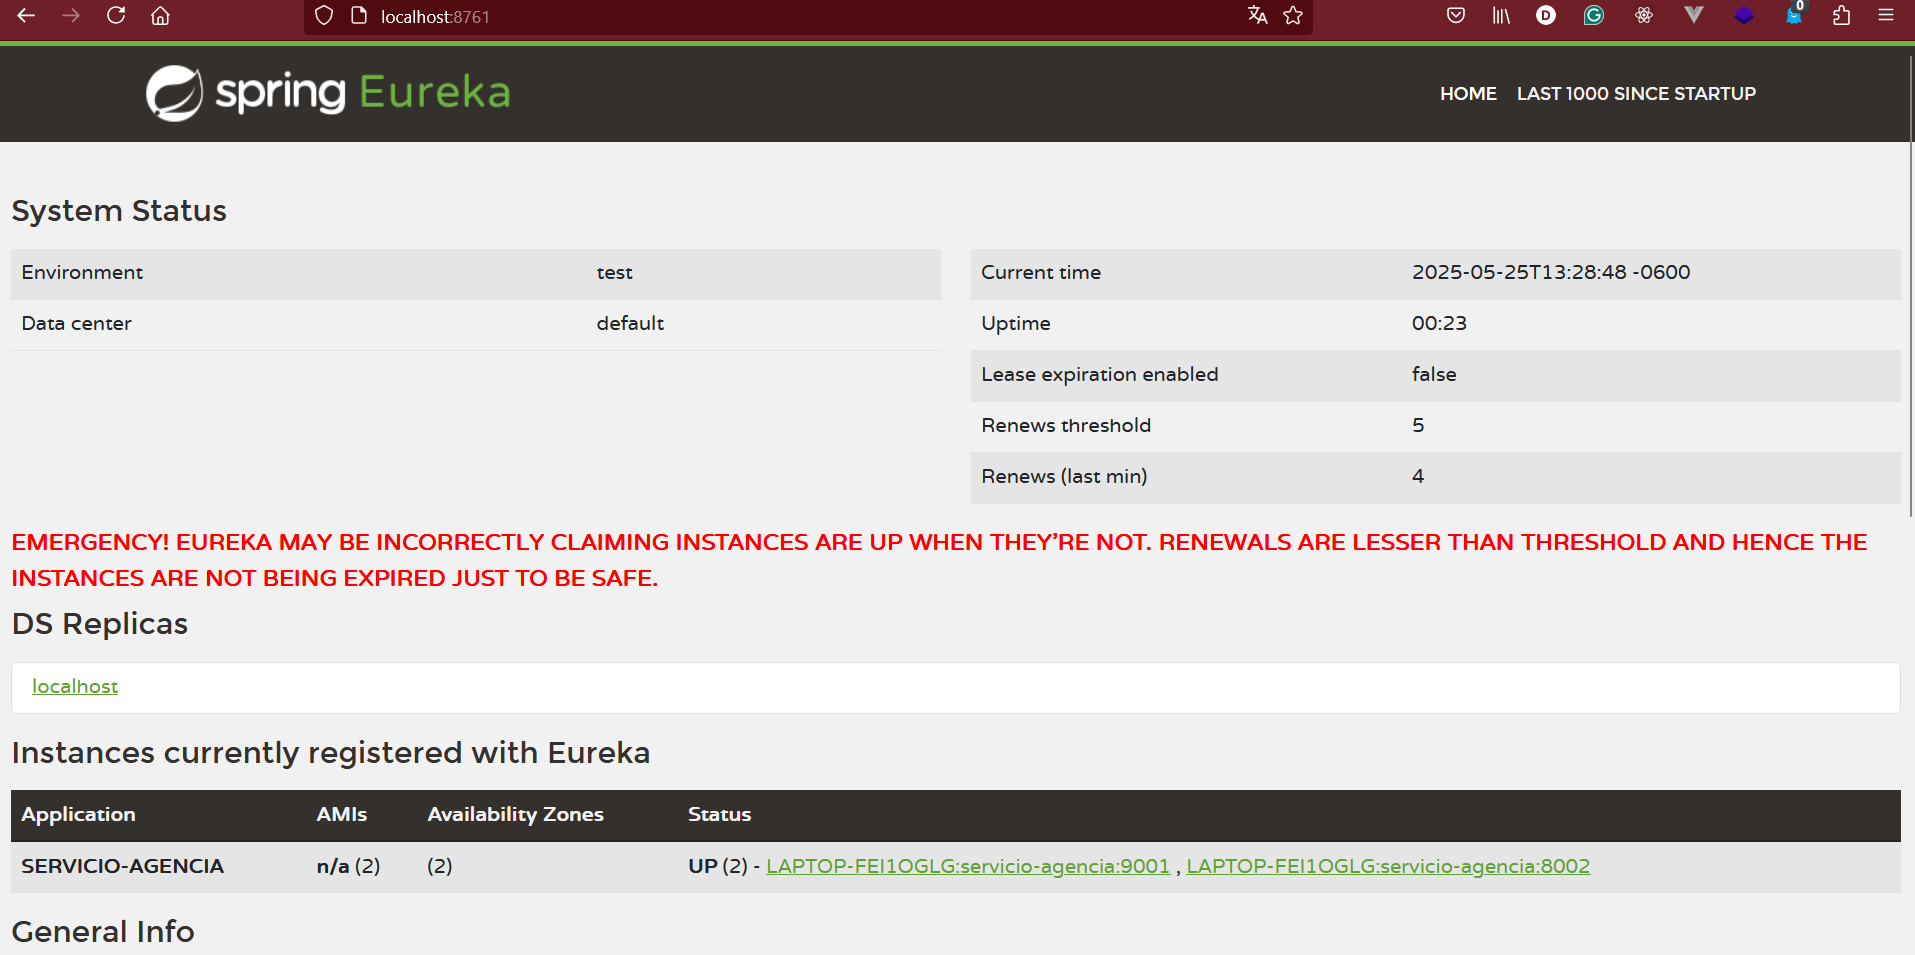 localhost:8761
D
G
0
spring Eureka
HOME LAST 1000 SINCE STARTUP
System Status
Environment test
Data center default
Current time 2025-05-25T13:28:48 -0600
Uptime 00:23
Lease expiration enabled false
Renews threshold 5
Renews (last min) 4
EMERGENCY! EUREKA MAY BE INCORRECTLY CLAIMING INSTANCES ARE UP WHEN THEY’RE NOT. RENEWALS ARE LESSER THAN THRESHOLD AND HENCE THE
INSTANCES ARE NOT BEING EXPIRED JUST TO BE SAFE.
DS Replicas
localhost
Instances currently registered with Eureka
Application AMIs Availability Zones Status
SERVICIO-AGENCIA n/a (2) (2) UP (2) - LAPTOP-FEI1OGLG:servicio-agencia:9001 , LAPTOP-FEI1OGLG:servicio-agencia:8002
General Info